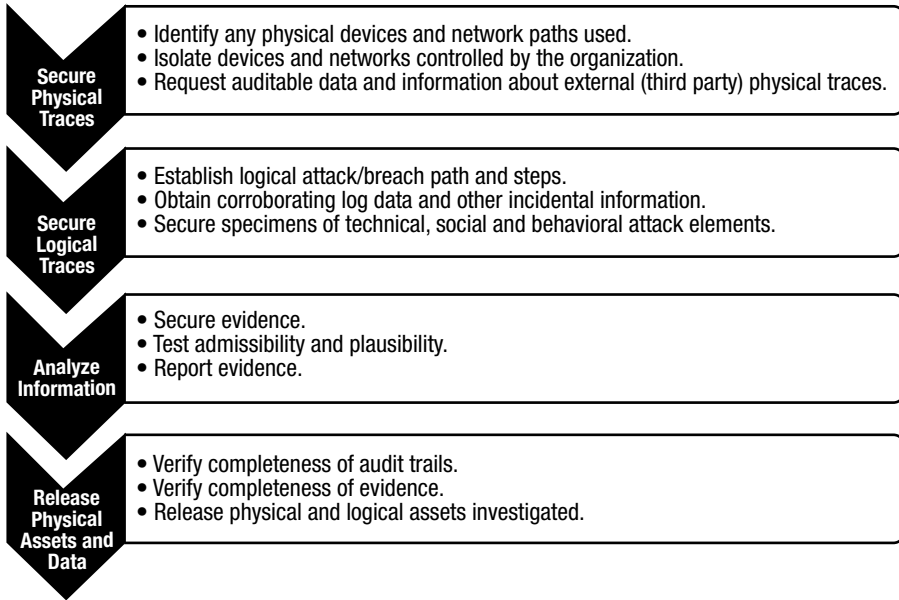 Secure
Physical
Traces
• Identify any physical devices and network paths used.
• Isolate devices and networks controlled by the organization.
• Request auditable data and information about external (third party) physical traces.
Secure
Logical
Traces
• Establish logical attack/breach path and steps.
• Obtain corroborating log data and other incidental information.
• Secure specimens of technical, social and behavioral attack elements.
Analyze
Information
• Secure evidence.
• Test admissibility and plausibility.
• Report evidence.
Release
Physical
Assets and
Data
• Verify completeness of audit trails.
• Verify completeness of evidence.
• Release physical and logical assets investigated.